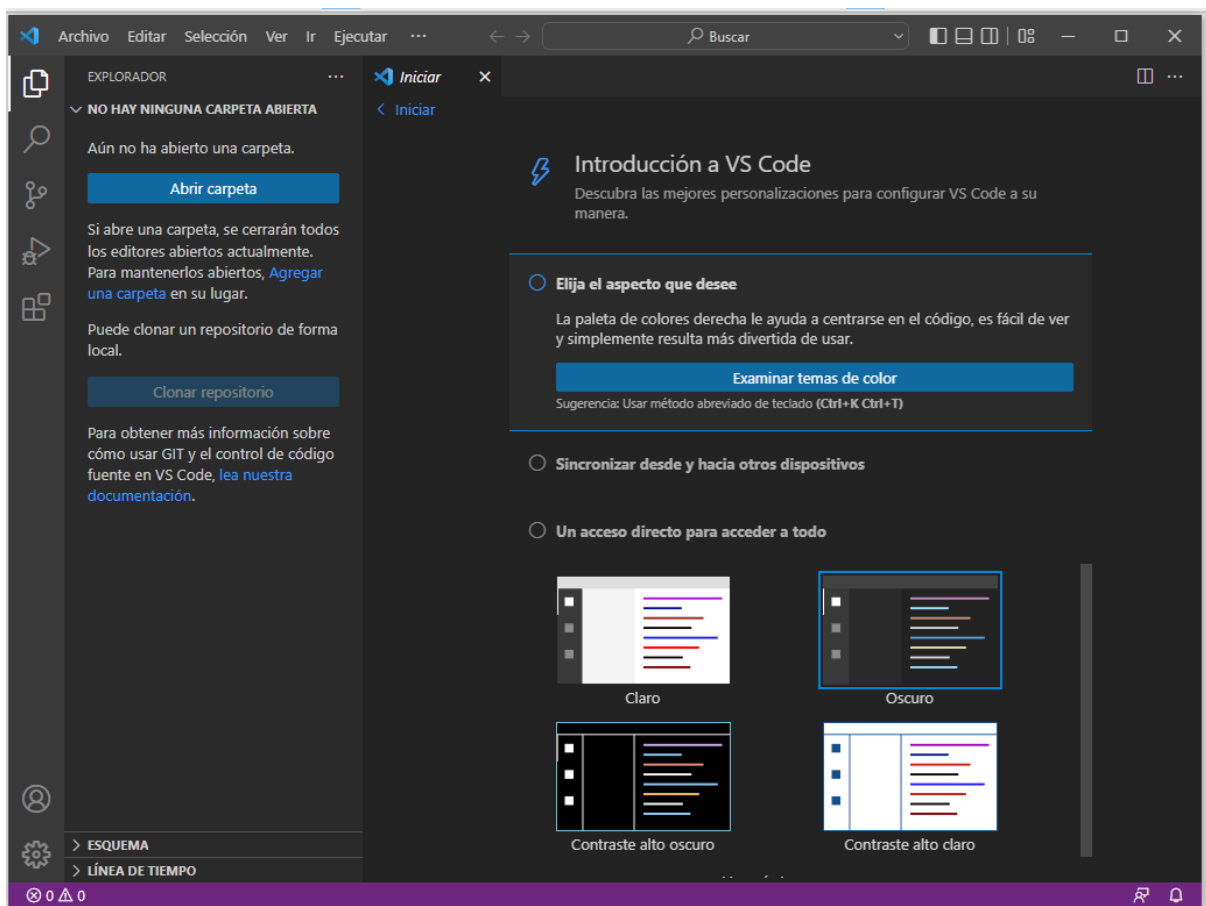 Archivo Editar Selección Ver Ir Ejecutar ··· Buscar
EXPLORADOR ···
NO HAY NINGUNA CARPETA ABIERTA
Aún no ha abierto una carpeta.
Abrir carpeta
Si abre una carpeta, se cerrarán todos
los editores abiertos actualmente.
Para mantenerlos abiertos, Agregar
una carpeta en su lugar.
Puede clonar un repositorio de forma
local.
Clonar repositorio
Para obtener más información sobre
cómo usar GIT y el control de código
fuente en VS Code, lea nuestra
documentación.
ESQUEMA
LÍNEA DE TIEMPO
Iniciar
Iniciar
Introducción a VS Code
Descubra las mejores personalizaciones para configurar VS Code a su
manera.
Elija el aspecto que desee
La paleta de colores derecha le ayuda a centrarse en el código, es fácil de ver
y simplemente resulta más divertida de usar.
Examinar temas de color
Sugerencia: Usar método abreviado de teclado (Ctrl+K Ctrl+T)
Sincronizar desde y hacia otros dispositivos
Un acceso directo para acceder a todo
Claro
Oscuro
Contraste alto oscuro
Contraste alto claro
0 0